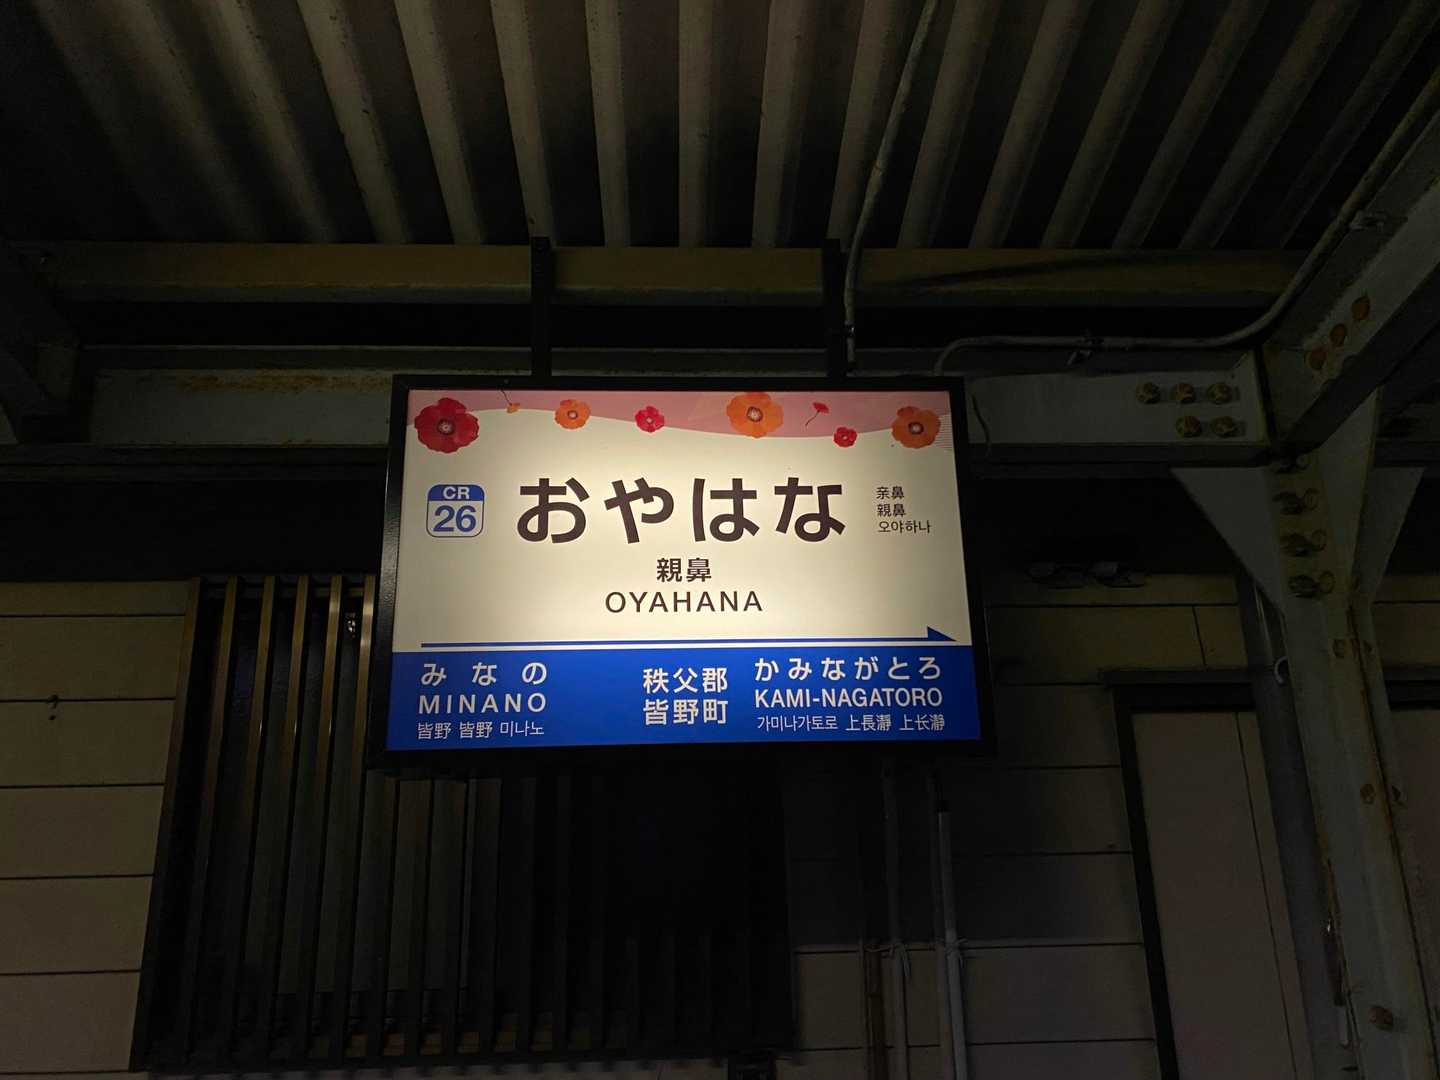 CR
26
おやはな
亲鼻
親鼻
오야하나
親鼻
OYAHANA
みなの
MINANO
皆野 皆野 미나노
秩父郡
皆野町
かみながとろ
KAMI-NAGATORO
가미나가토로 上長瀞 上长瀞